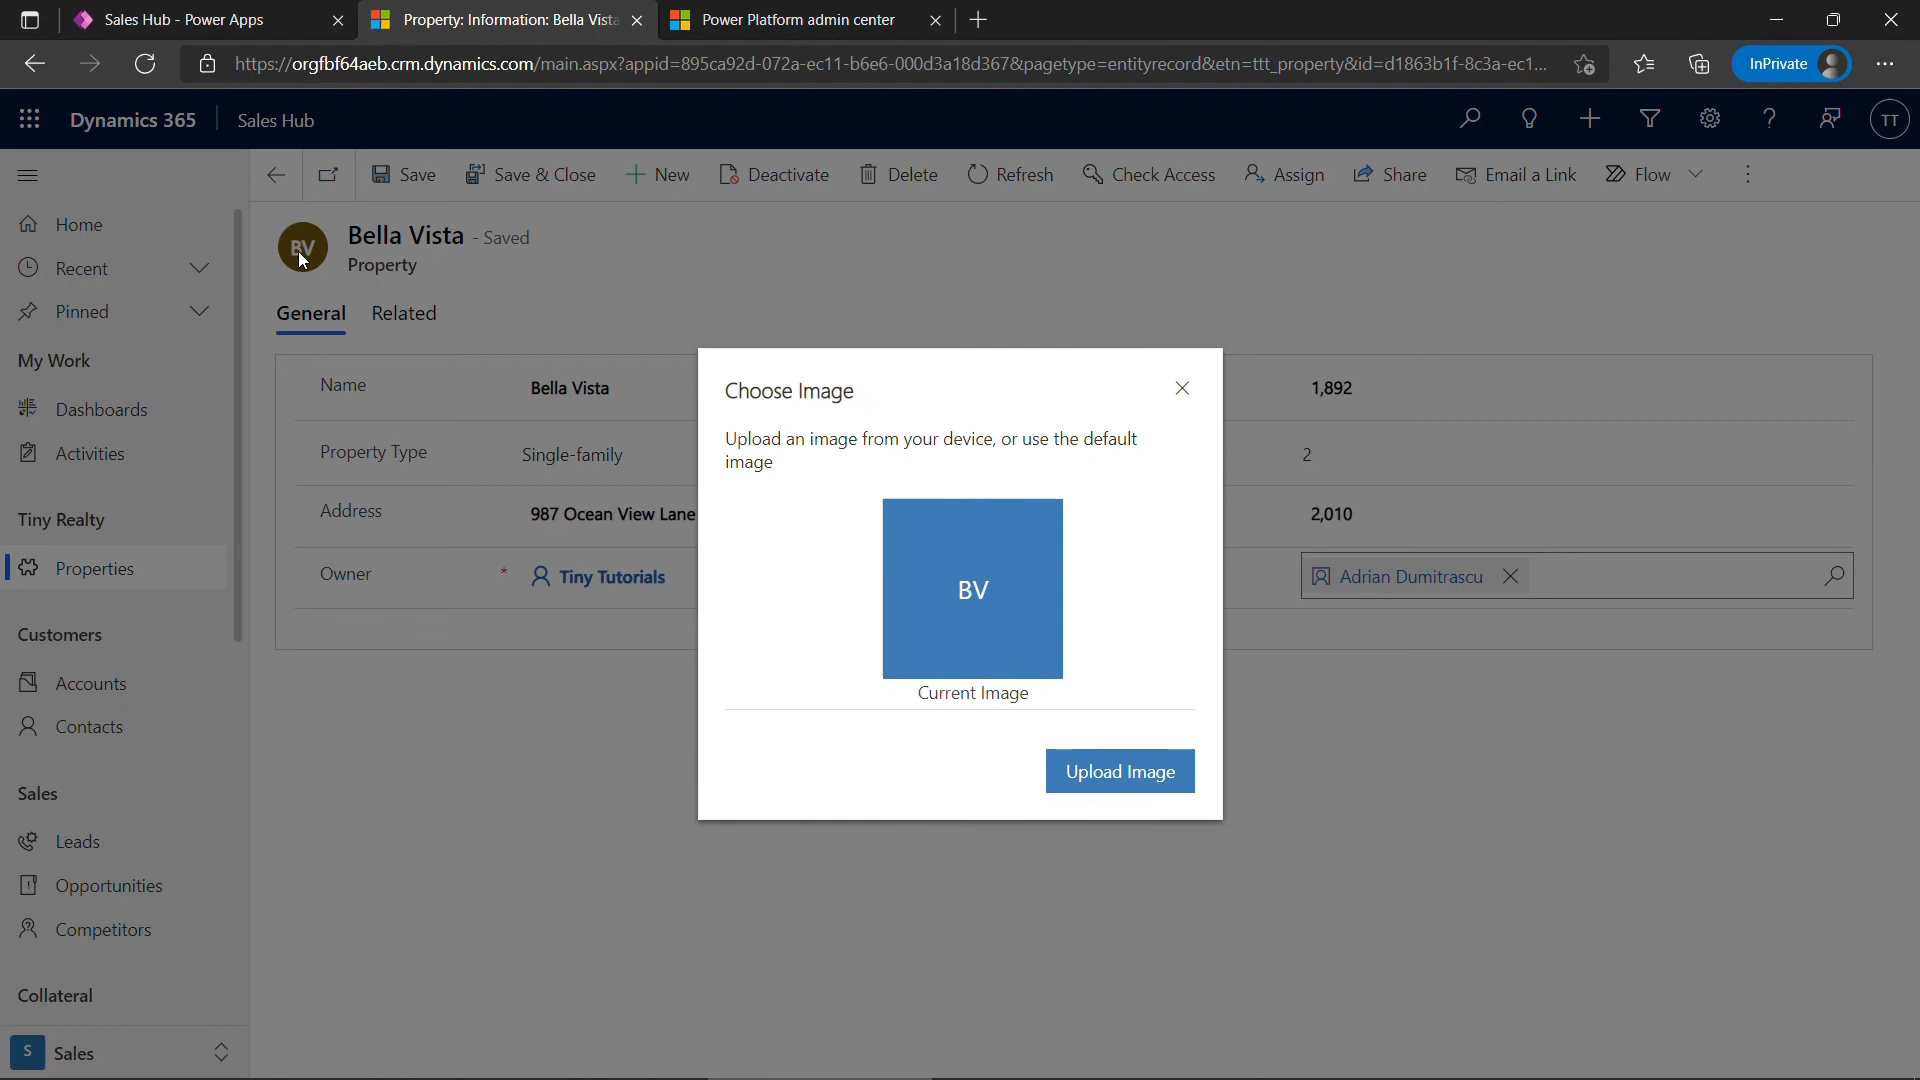 Sales Hub - Power Apps
Property: Information: Bella Vista
Power Platform admin center
https://orgfbf64aeb.crm.dynamics.com/main.aspx?appid=895ca92d-072a-ec11-b6e6-000d3a18d367&pagetype=entityrecord&etn=ttt_property&id=d1863b1f-8c3a-ec1...
InPrivate
Dynamics 365
Sales Hub
TT
Save
Save & Close
New
Deactivate
Delete
Refresh
Check Access
Assign
Share
Email a Link
Flow
Home
Recent
Pinned
My Work
Dashboards
Activities
Tiny Realty
Properties
Customers
Accounts
Contacts
Sales
Leads
Opportunities
Competitors
Collateral
S Sales
BV
Bella Vista - Saved
Property
General
Related
Name
Bella Vista
1,892
Property Type
Single-family
2
Address
987 Ocean View Lane
2,010
Owner
*
Tiny Tutorials
Adrian Dumitrascu
Choose Image
Upload an image from your device, or use the default
image
BV
Current Image
Upload Image